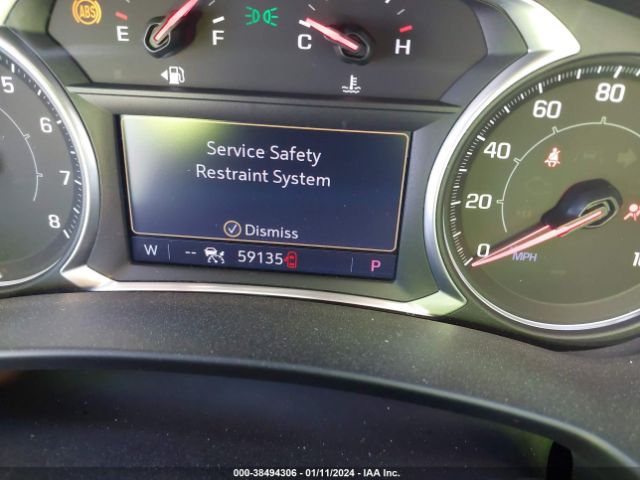 ABS
E F
C H
5
6
7
8
Service Safety
Restraint System
Dismiss
W -- 59135 P
0
20
40
60
80
MPH
000-38494306 - 01/11/2024 - IAA Inc.